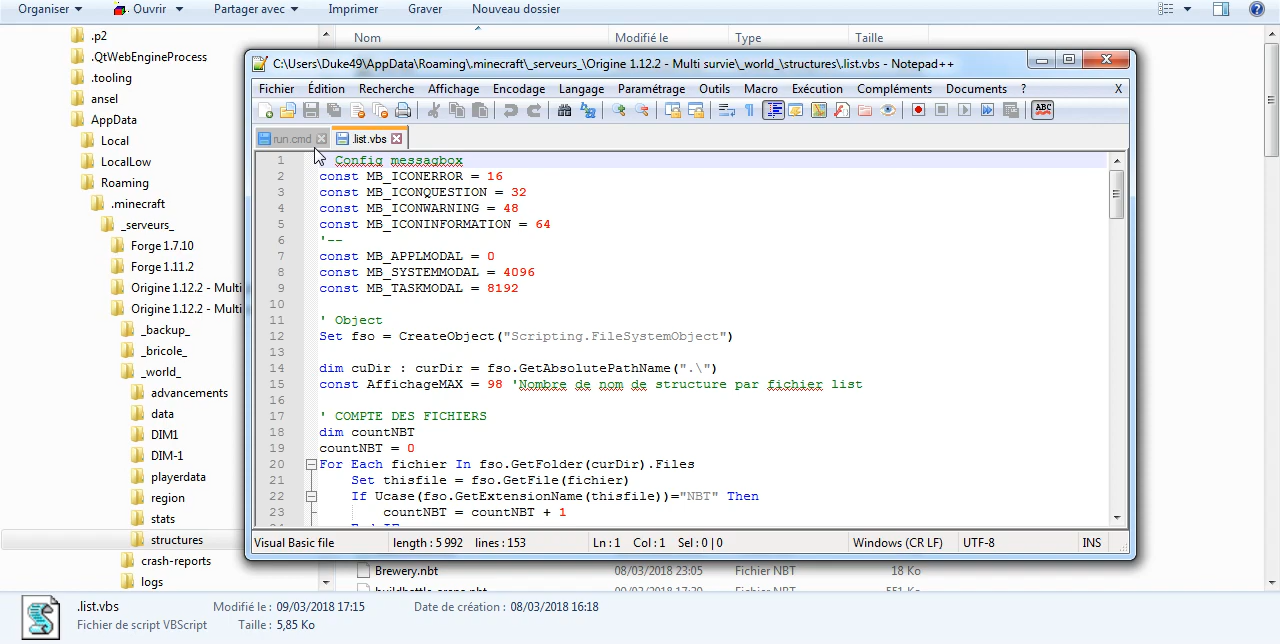 Organiser Ouvrir Partager avec Imprimer Graver Nouveau dossier
Nom Modifié le Type Taille
.p2
.QtWebEngineProcess
.tooling
ansel
AppData
Local
LocalLow
Roaming
.minecraft
_serveurs_
Forge 1.7.10
Forge 1.11.2
Origine 1.12.2 - Multi
Origine 1.12.2 - Multi
_backup_
_bricole_
_world_
advancements
data
DIM1
DIM-1
playerdata
region
stats
structures
crash-reports
logs
C:\Users\Duke49\AppData\Roaming\.minecraft\_serveurs_\Origine 1.12.2 - Multi survie\_world_\structures\.list.vbs - Notepad++
Fichier Édition Recherche Affichage Encodage Langage Paramétrage Outils Macro Exécution Compléments Documents ? X
ABC
run.cmd .list.vbs
1 Config messagbox
2 const MB_ICONERROR = 16
3 const MB_ICONQUESTION = 32
4 const MB_ICONWARNING = 48
5 const MB_ICONINFORMATION = 64
6 '--
7 const MB_APPLMODAL = 0
8 const MB_SYSTEMMODAL = 4096
9 const MB_TASKMODAL = 8192
10
11 ' Object
12 Set fso = CreateObject("Scripting.FileSystemObject")
13
14 dim cuDir : curDir = fso.GetAbsolutePathName(".\")
15 const AffichageMAX = 98 'Nombre de nom de structure par fichier list
16
17 ' COMPTE DES FICHIERS
18 dim countNBT
19 countNBT = 0
20 For Each fichier In fso.GetFolder(curDir).Files
21 Set thisfile = fso.GetFile(fichier)
22 If Ucase(fso.GetExtensionName(thisfile))="NBT" Then
23 countNBT = countNBT + 1
Visual Basic file length : 5 992 lines : 153 Ln : 1 Col : 1 Sel : 0 | 0 Windows (CR LF) UTF-8 INS
Brewery.nbt 08/03/2018 23:05 Fichier NBT 18 Ko
.list.vbs Modifié le : 09/03/2018 17:15 Date de création : 08/03/2018 16:18
Fichier de script VBScript Taille : 5,85 Ko